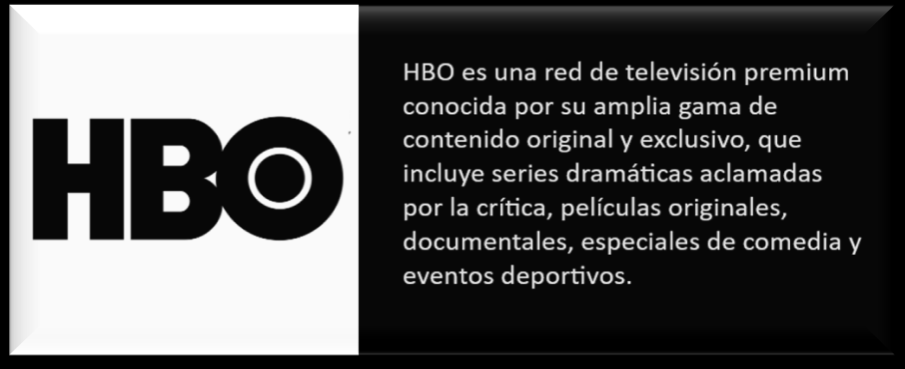 HBO
HBO es una red de televisión premium
conocida por su amplia gama de
contenido original y exclusivo, que
incluye series dramáticas aclamadas
por la crítica, películas originales,
documentales, especiales de comedia y
eventos deportivos.